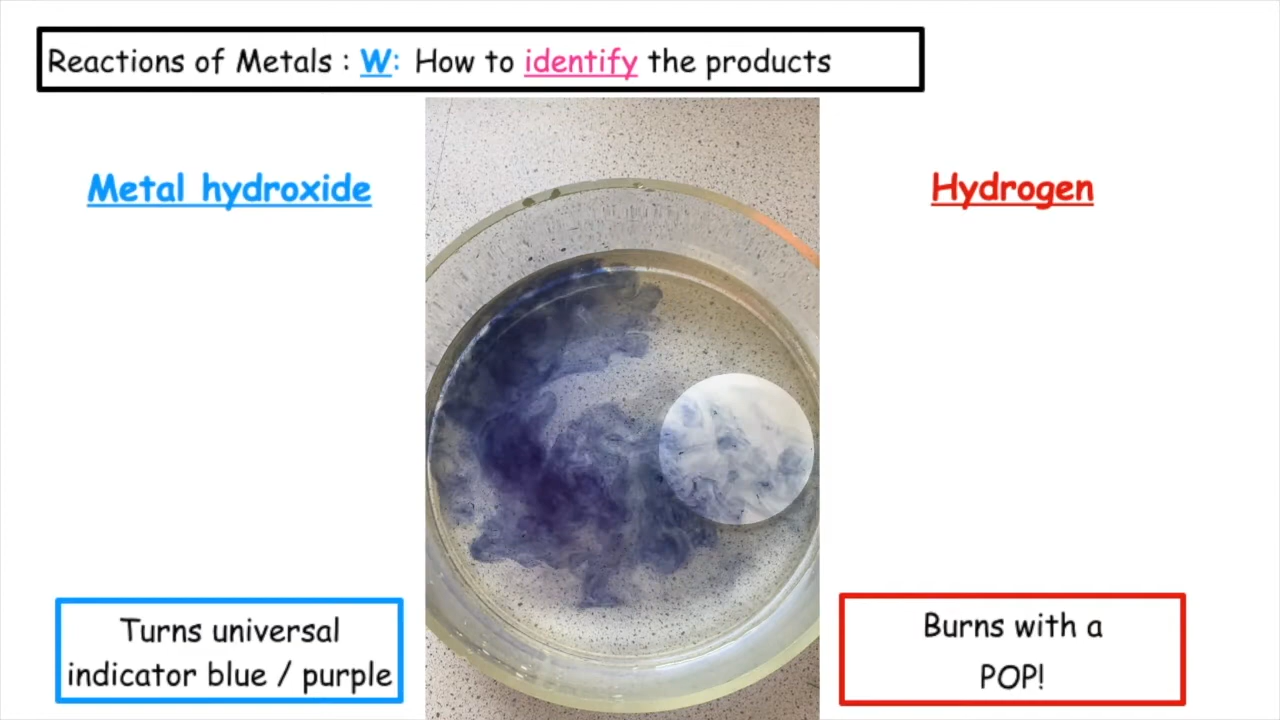 Reactions of Metals : W: How to identify the products
Metal hydroxide
Hydrogen
Turns universal
indicator blue / purple
Burns with a
POP!